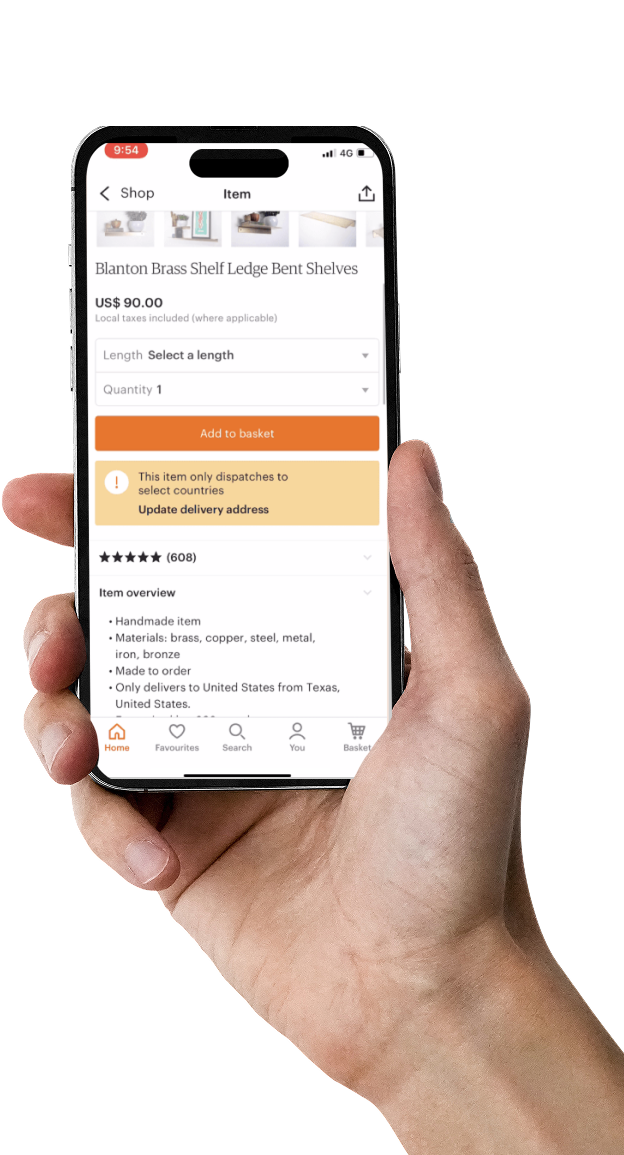 9:54
4G
Shop
Item
Blanton Brass Shelf Ledge Bent Shelves
US$ 90.00
Local taxes included (where applicable)
Length Select a length
Quantity 1
Add to basket
!
This item only dispatches to
select countries
Update delivery address
★★★★★ (608)
Item overview
• Handmade item
• Materials: brass, copper, steel, metal,
iron, bronze
• Made to order
• Only delivers to United States from Texas,
United States.
Home
Favourites
Search
You
Basket